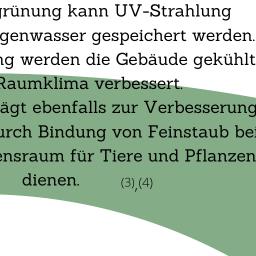 grünung kann UV-Strahlung
genwasser gespeichert werden.
ng werden die Gebäude gekühlt
Raumklima verbessert.
ägt ebenfalls zur Verbesserung
urch Bindung von Feinstaub bei
ensraum für Tiere und Pflanzen
dienen. (3),(4)